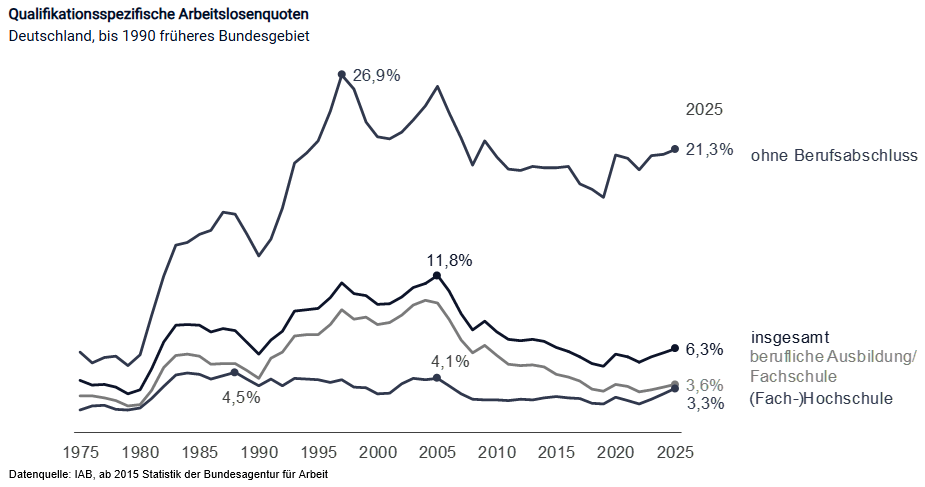 Qualifikationsspezifische Arbeitslosenquoten
Deutschland, bis 1990 früheres Bundesgebiet
26,9%
2025
21,3%
ohne Berufsabschluss
11,8%
insgesamt
6,3%
berufliche Ausbildung/
Fachschule
4,1%
3,6%
4,5%
3,3%
(Fach-)Hochschule
1975 1980 1985 1990 1995 2000 2005 2010 2015 2020 2025
Datenquelle: IAB, ab 2015 Statistik der Bundesagentur für Arbeit